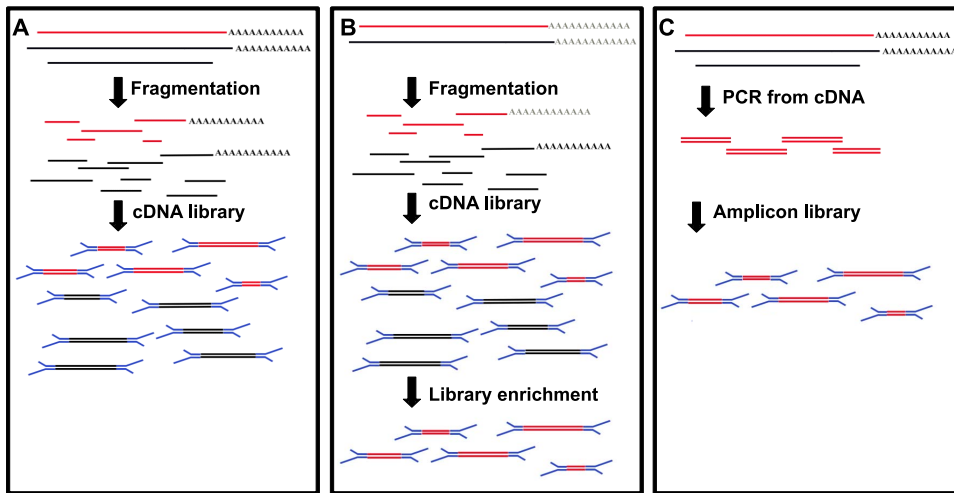 A
AAAAAAAAAAA
AAAAAAAAAAA
Fragmentation
AAAAAAAAAAA
AAAAAAAAAAA
cDNA library
B
AAAAAAAAAAAA
AAAAAAAAAAAA
Fragmentation
AAAAAAAAAAAA
AAAAAAAAAAA
cDNA library
Library enrichment
C
AAAAAAAAAAA
AAAAAAAAAAA
PCR from cDNA
Amplicon library